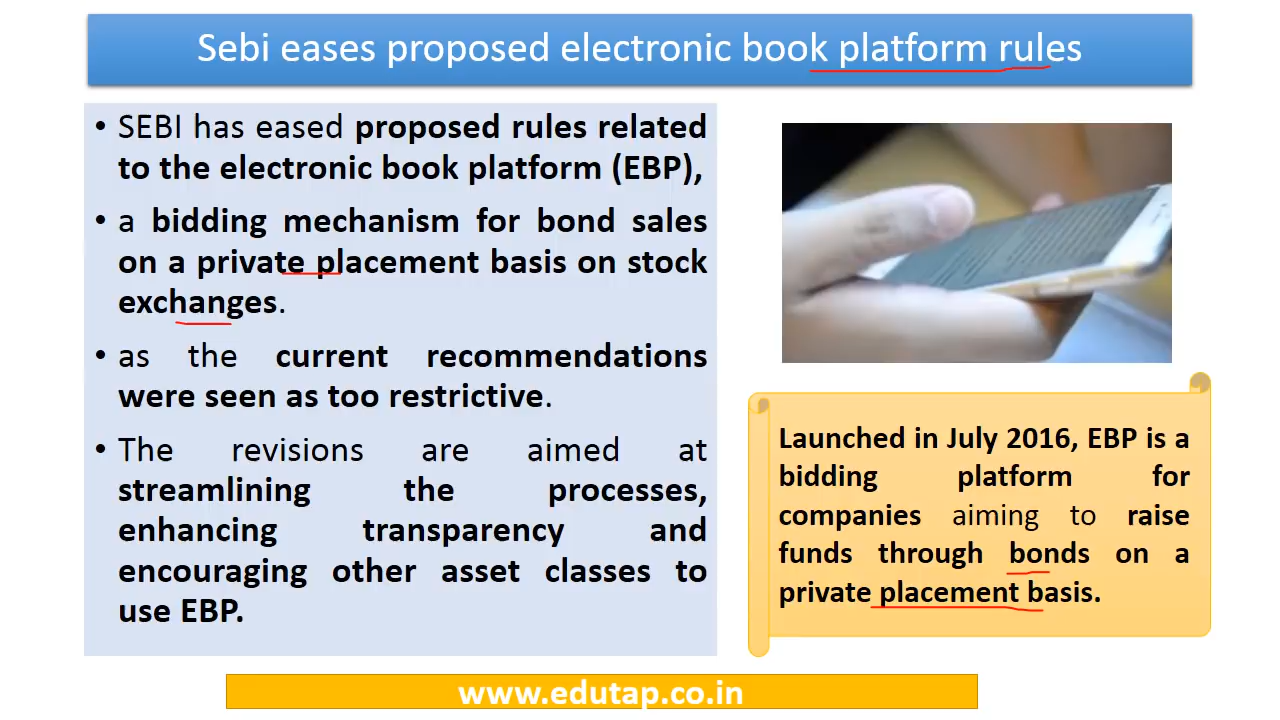 Sebi eases proposed electronic book platform rules
• SEBI has eased proposed rules related
to the electronic book platform (EBP),
• a bidding mechanism for bond sales
on a private placement basis on stock
exchanges.
• as the current recommendations
were seen as too restrictive.
• The revisions are aimed at
streamlining the processes,
enhancing transparency and
encouraging other asset classes to
use EBP.
Launched in July 2016, EBP is a
bidding platform for
companies aiming to raise
funds through bonds on a
private placement basis.
www.edutap.co.in